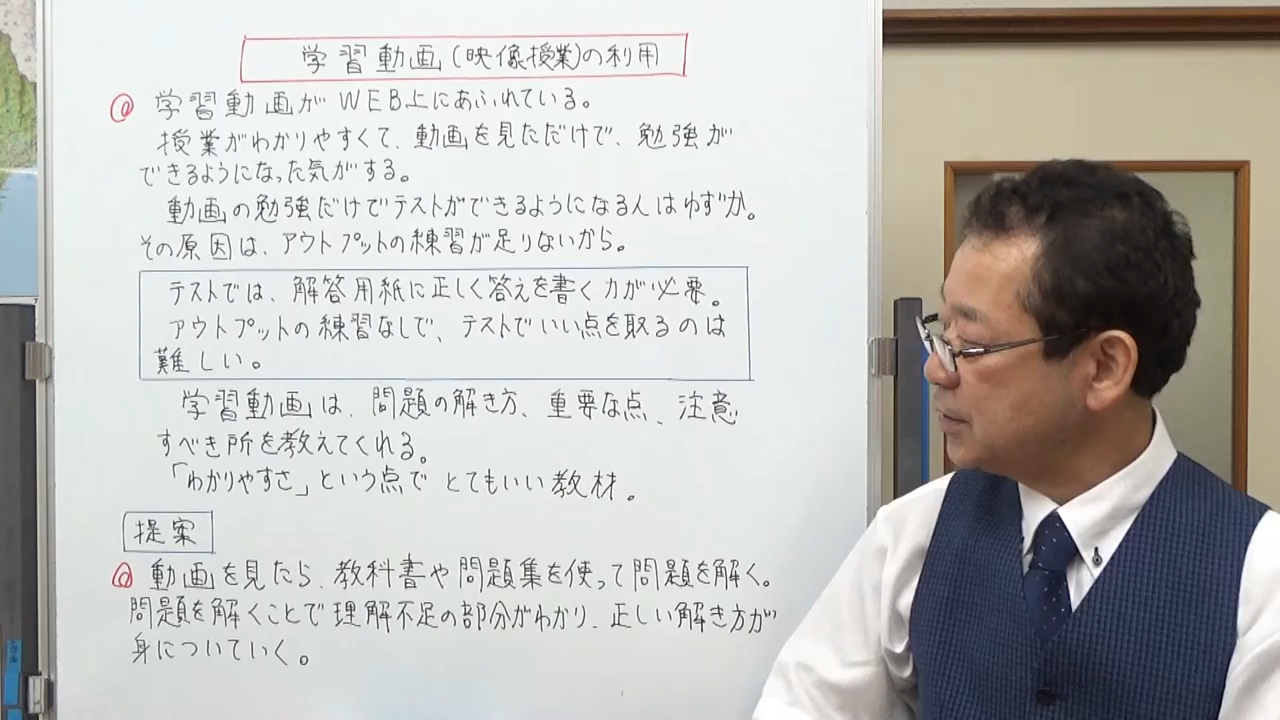 学習動画(映像授業)の利用
学習動画がWEB上にあふれている。
授業がわかりやすくて、動画を見ただけで、勉強が
できるようになった気がする。
動画の勉強だけでテストができるようになる人はわずか。
その原因は、アウトプットの練習が足りないから。
テストでは、解答用紙に正しく答えを書く力が必要。
アウトプットの練習なしで、テストでいい点を取るのは
難しい。
学習動画は、問題の解き方、重要な点、注意
すべき所を教えてくれる。
「わかりやすさ」という点でとてもいい教材。
提案
動画を見たら、教科書や問題集を使って問題を解く。
問題を解くことで理解不足の部分がわかり、正しい解き方が
身についていく。